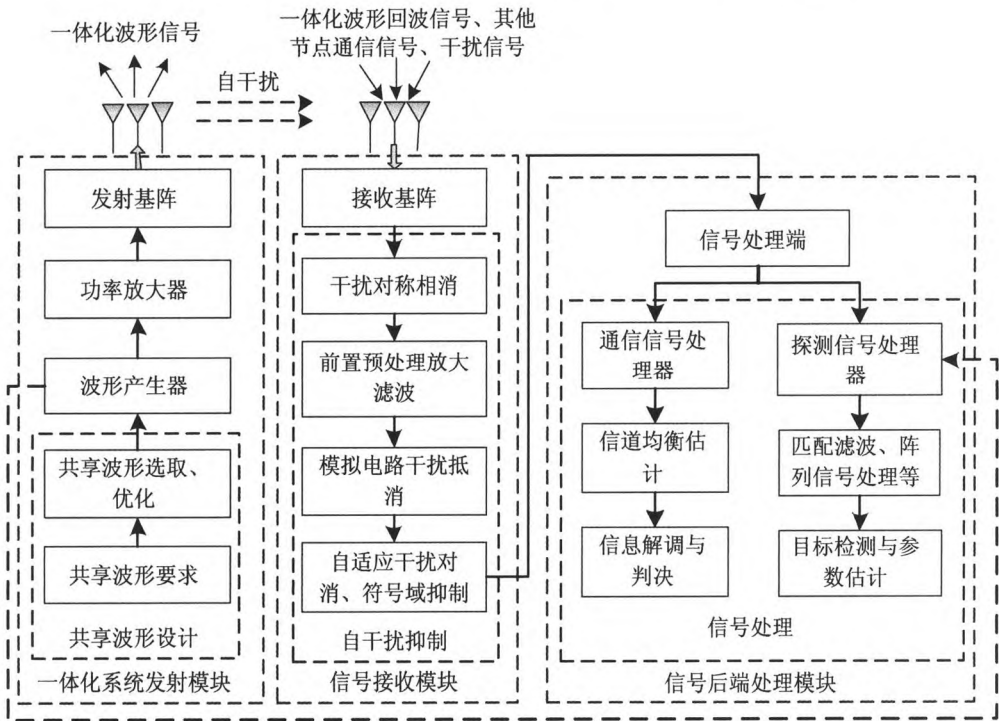 一体化波形信号
自干扰
一体化波形回波信号、其他
节点通信信号、干扰信号
发射基阵
功率放大器
波形产生器
共享波形选取、
优化
共享波形要求
共享波形设计
一体化系统发射模块
接收基阵
干扰对称相消
前置预处理放大
滤波
模拟电路干扰抵
消
自适应干扰对
消、符号域抑制
自干扰抑制
信号接收模块
信号处理端
通信信号处
理器
信道均衡估
计
信息解调与
判决
探测信号处理
器
匹配滤波、阵
列信号处理等
目标检测与参
数估计
信号处理
信号后端处理模块